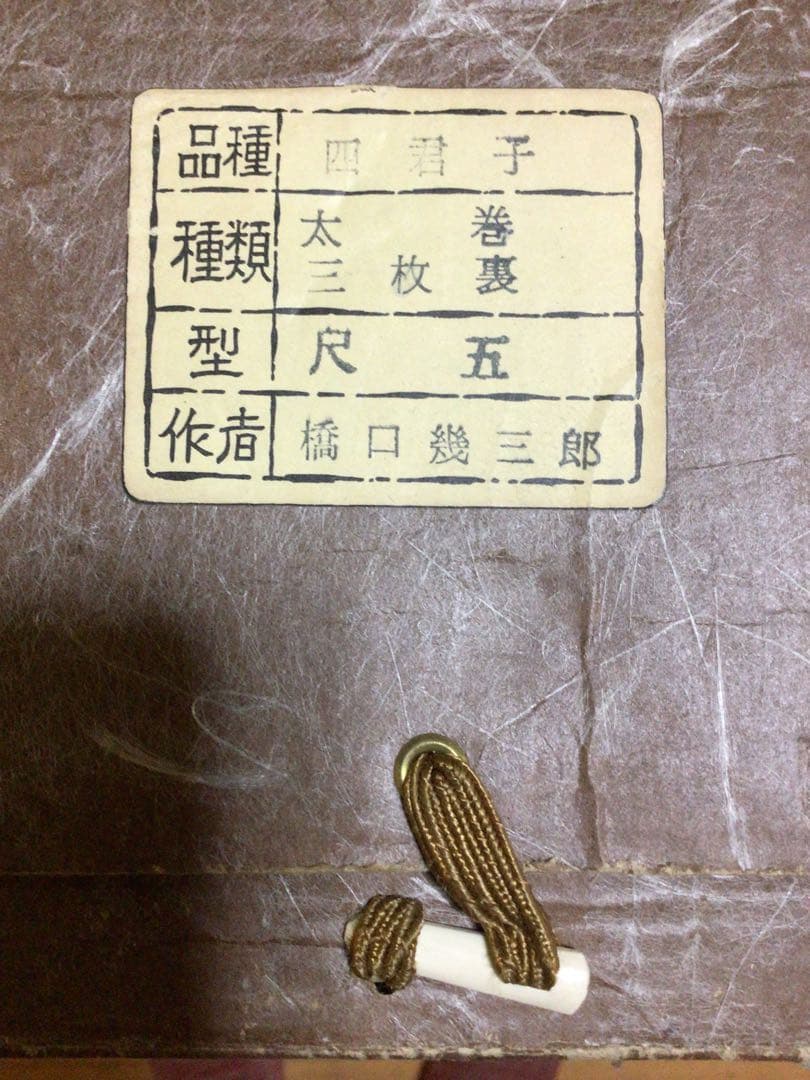 品種 四君子
種類 太巻
三枚裏
型 尺五
作者 橋口幾三郎